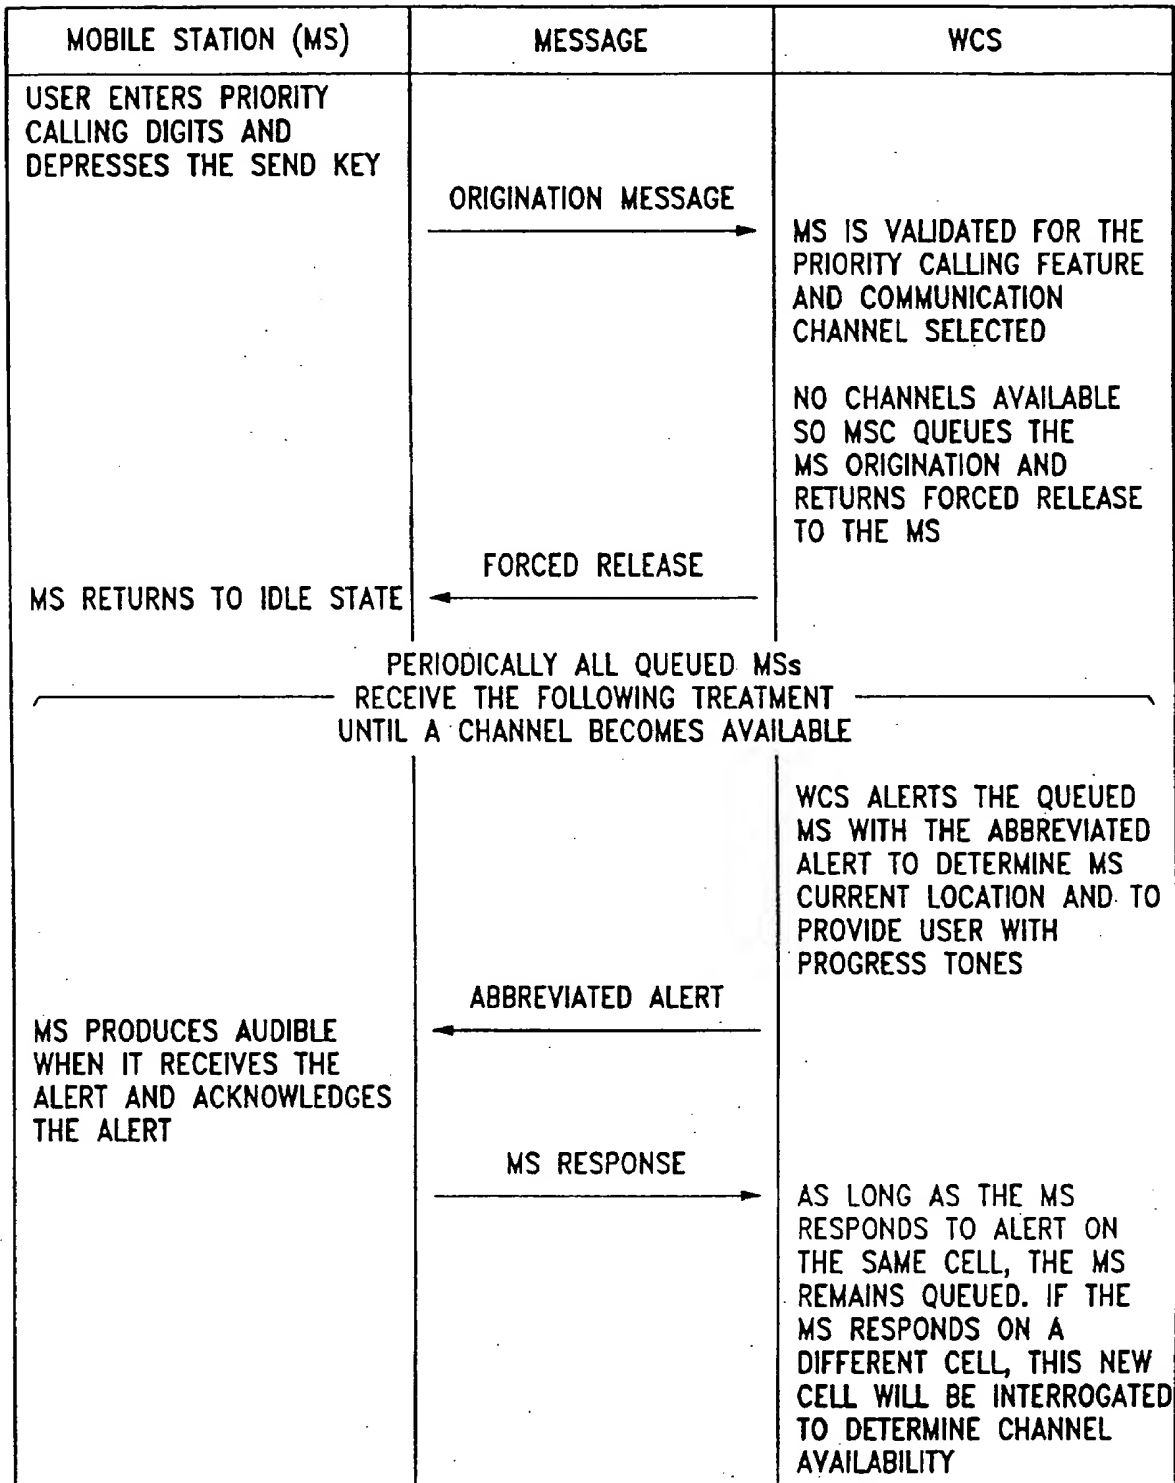 MOBILE STATION (MS)
MESSAGE
WCS
USER ENTERS PRIORITY
CALLING DIGITS AND
DEPRESSES THE SEND KEY
ORIGINATION MESSAGE
MS IS VALIDATED FOR THE
PRIORITY CALLING FEATURE
AND COMMUNICATION
CHANNEL SELECTED
NO CHANNELS AVAILABLE
SO MSC QUEUES THE
MS ORIGINATION AND
RETURNS FORCED RELEASE
TO THE MS
FORCED RELEASE
MS RETURNS TO IDLE STATE
PERIODICALLY ALL QUEUED MSs
RECEIVE THE FOLLOWING TREATMENT
UNTIL A CHANNEL BECOMES AVAILABLE
WCS ALERTS THE QUEUED
MS WITH THE ABBREVIATED
ALERT TO DETERMINE MS
CURRENT LOCATION AND TO
PROVIDE USER WITH
PROGRESS TONES
ABBREVIATED ALERT
MS PRODUCES AUDIBLE
WHEN IT RECEIVES THE
ALERT AND ACKNOWLEDGES
THE ALERT
MS RESPONSE
AS LONG AS THE MS
RESPONDS TO ALERT ON
THE SAME CELL, THE MS
REMAINS QUEUED. IF THE
MS RESPONDS ON A
DIFFERENT CELL, THIS NEW
CELL WILL BE INTERROGATED
TO DETERMINE CHANNEL
AVAILABILITY